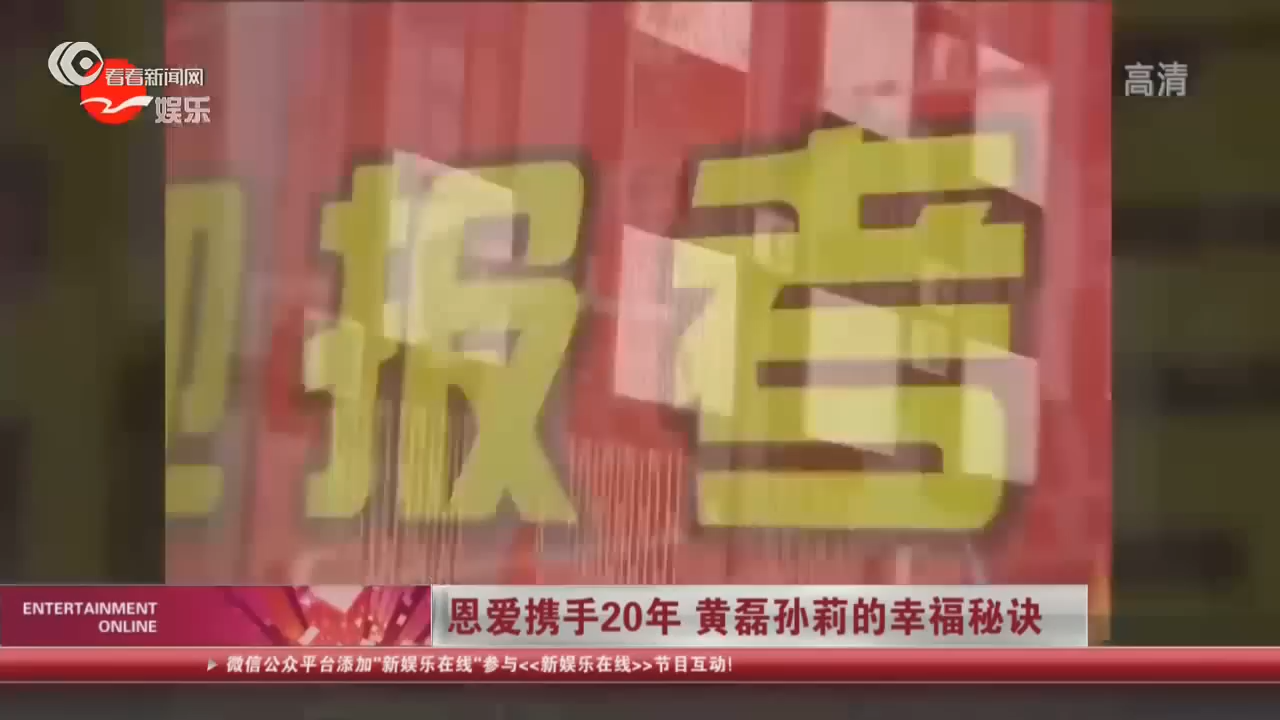 看看新闻网
娱乐
高清
报考
ENTERTAINMENT
ONLINE
恩爱携手20年 黄磊孙莉的幸福秘诀
微信公众平台添加"新娱乐在线"参与<<新娱乐在线>>节目互动!